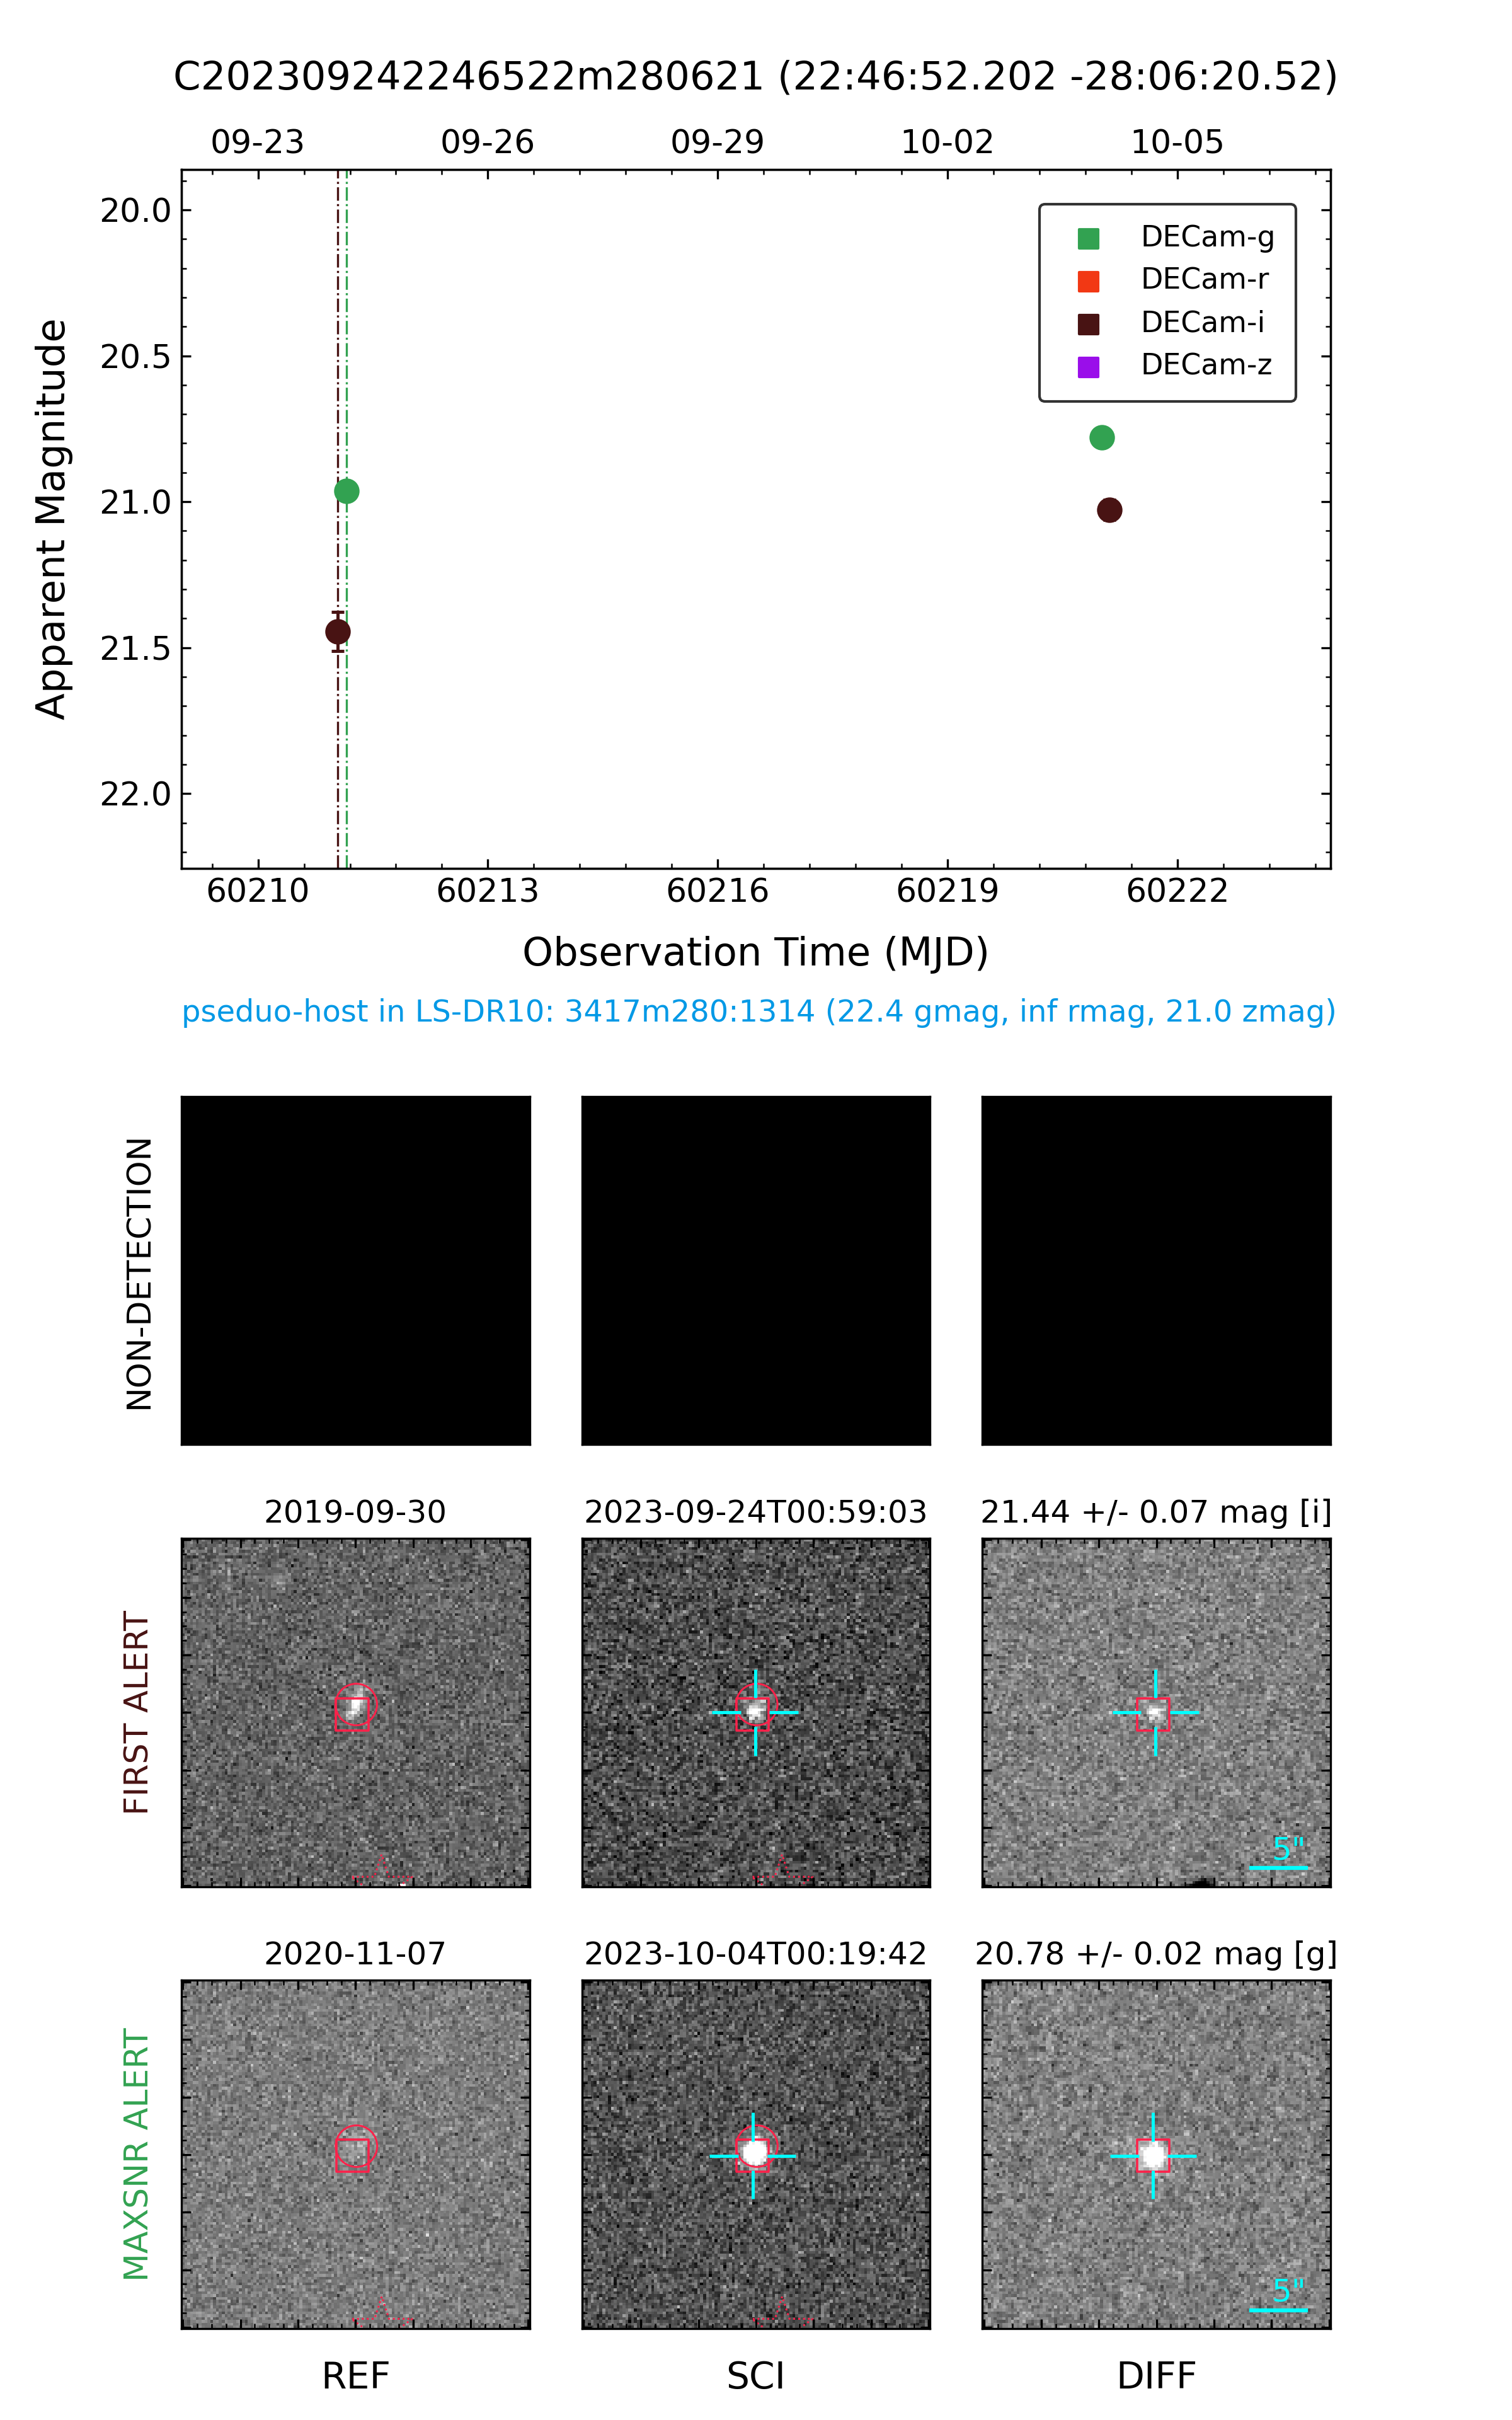 C202309242246522m280621 (22:46:52.202 -28:06:20.52)
09-23 09-26 09-29 10-02 10-05
20.0
20.5
21.0
21.5
22.0
Apparent Magnitude
DECam-g
DECam-r
DECam-i
DECam-z
60210 60213 60216 60219 60222
Observation Time (MJD)
pseduo-host in LS-DR10: 3417m280:1314 (22.4 gmag, inf rmag, 21.0 zmag)
NON-DETECTION
2019-09-30 2023-09-24T00:59:03 21.44 +/- 0.07 mag [i]
FIRST ALERT
5"
2020-11-07 2023-10-04T00:19:42 20.78 +/- 0.02 mag [g]
MAXSNR ALERT
5"
REF SCI DIFF